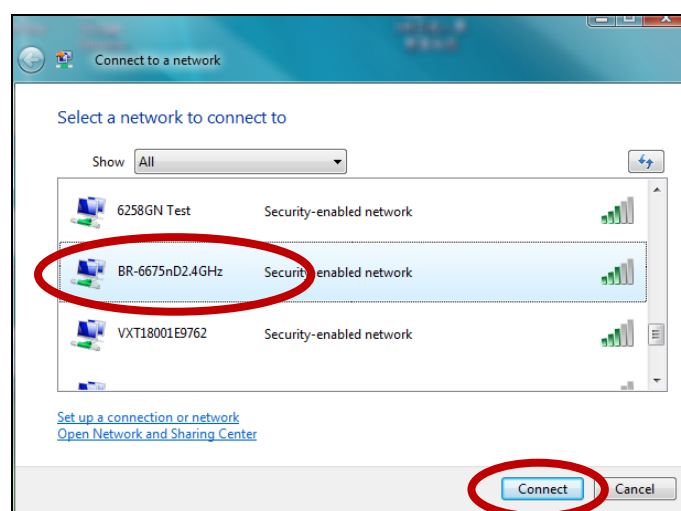 Connect to a network
Select a network to connect to
Show All
6258GN Test Security-enabled network
BR-6675nD2.4GHz Security-enabled network
VXT18001E9762 Security-enabled network
Set up a connection or network
Open Network and Sharing Center
Connect Cancel